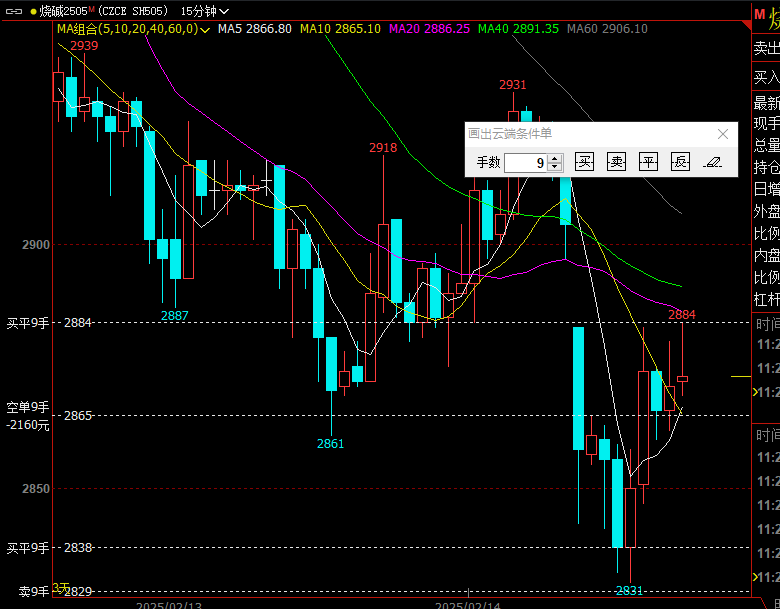 烧碱2505M (CZCE SH505) 15分钟
MA组合(5,10,20,40,60,0) MA5 2866.80 MA10 2865.10 MA20 2886.25 MA40 2891.35 MA60 2906.10
M 烧
2939
卖出
买入
2931
最新
画出云端条件单
现手
总量
手数 9 买 卖 平 反
2918
持仓
日增
外盘
比例
2900
内盘
比例
杠杆
2887
2884
买平9手 2884
时间
11:2
11:2
11:2
空单9手
2865
-2160元
时间
2861
11:2
11:2
2850
11:2
11:2
买平9手 2838
11:2
11:2
3天
卖9手 2829
2831
2025/02/13
2025/02/14